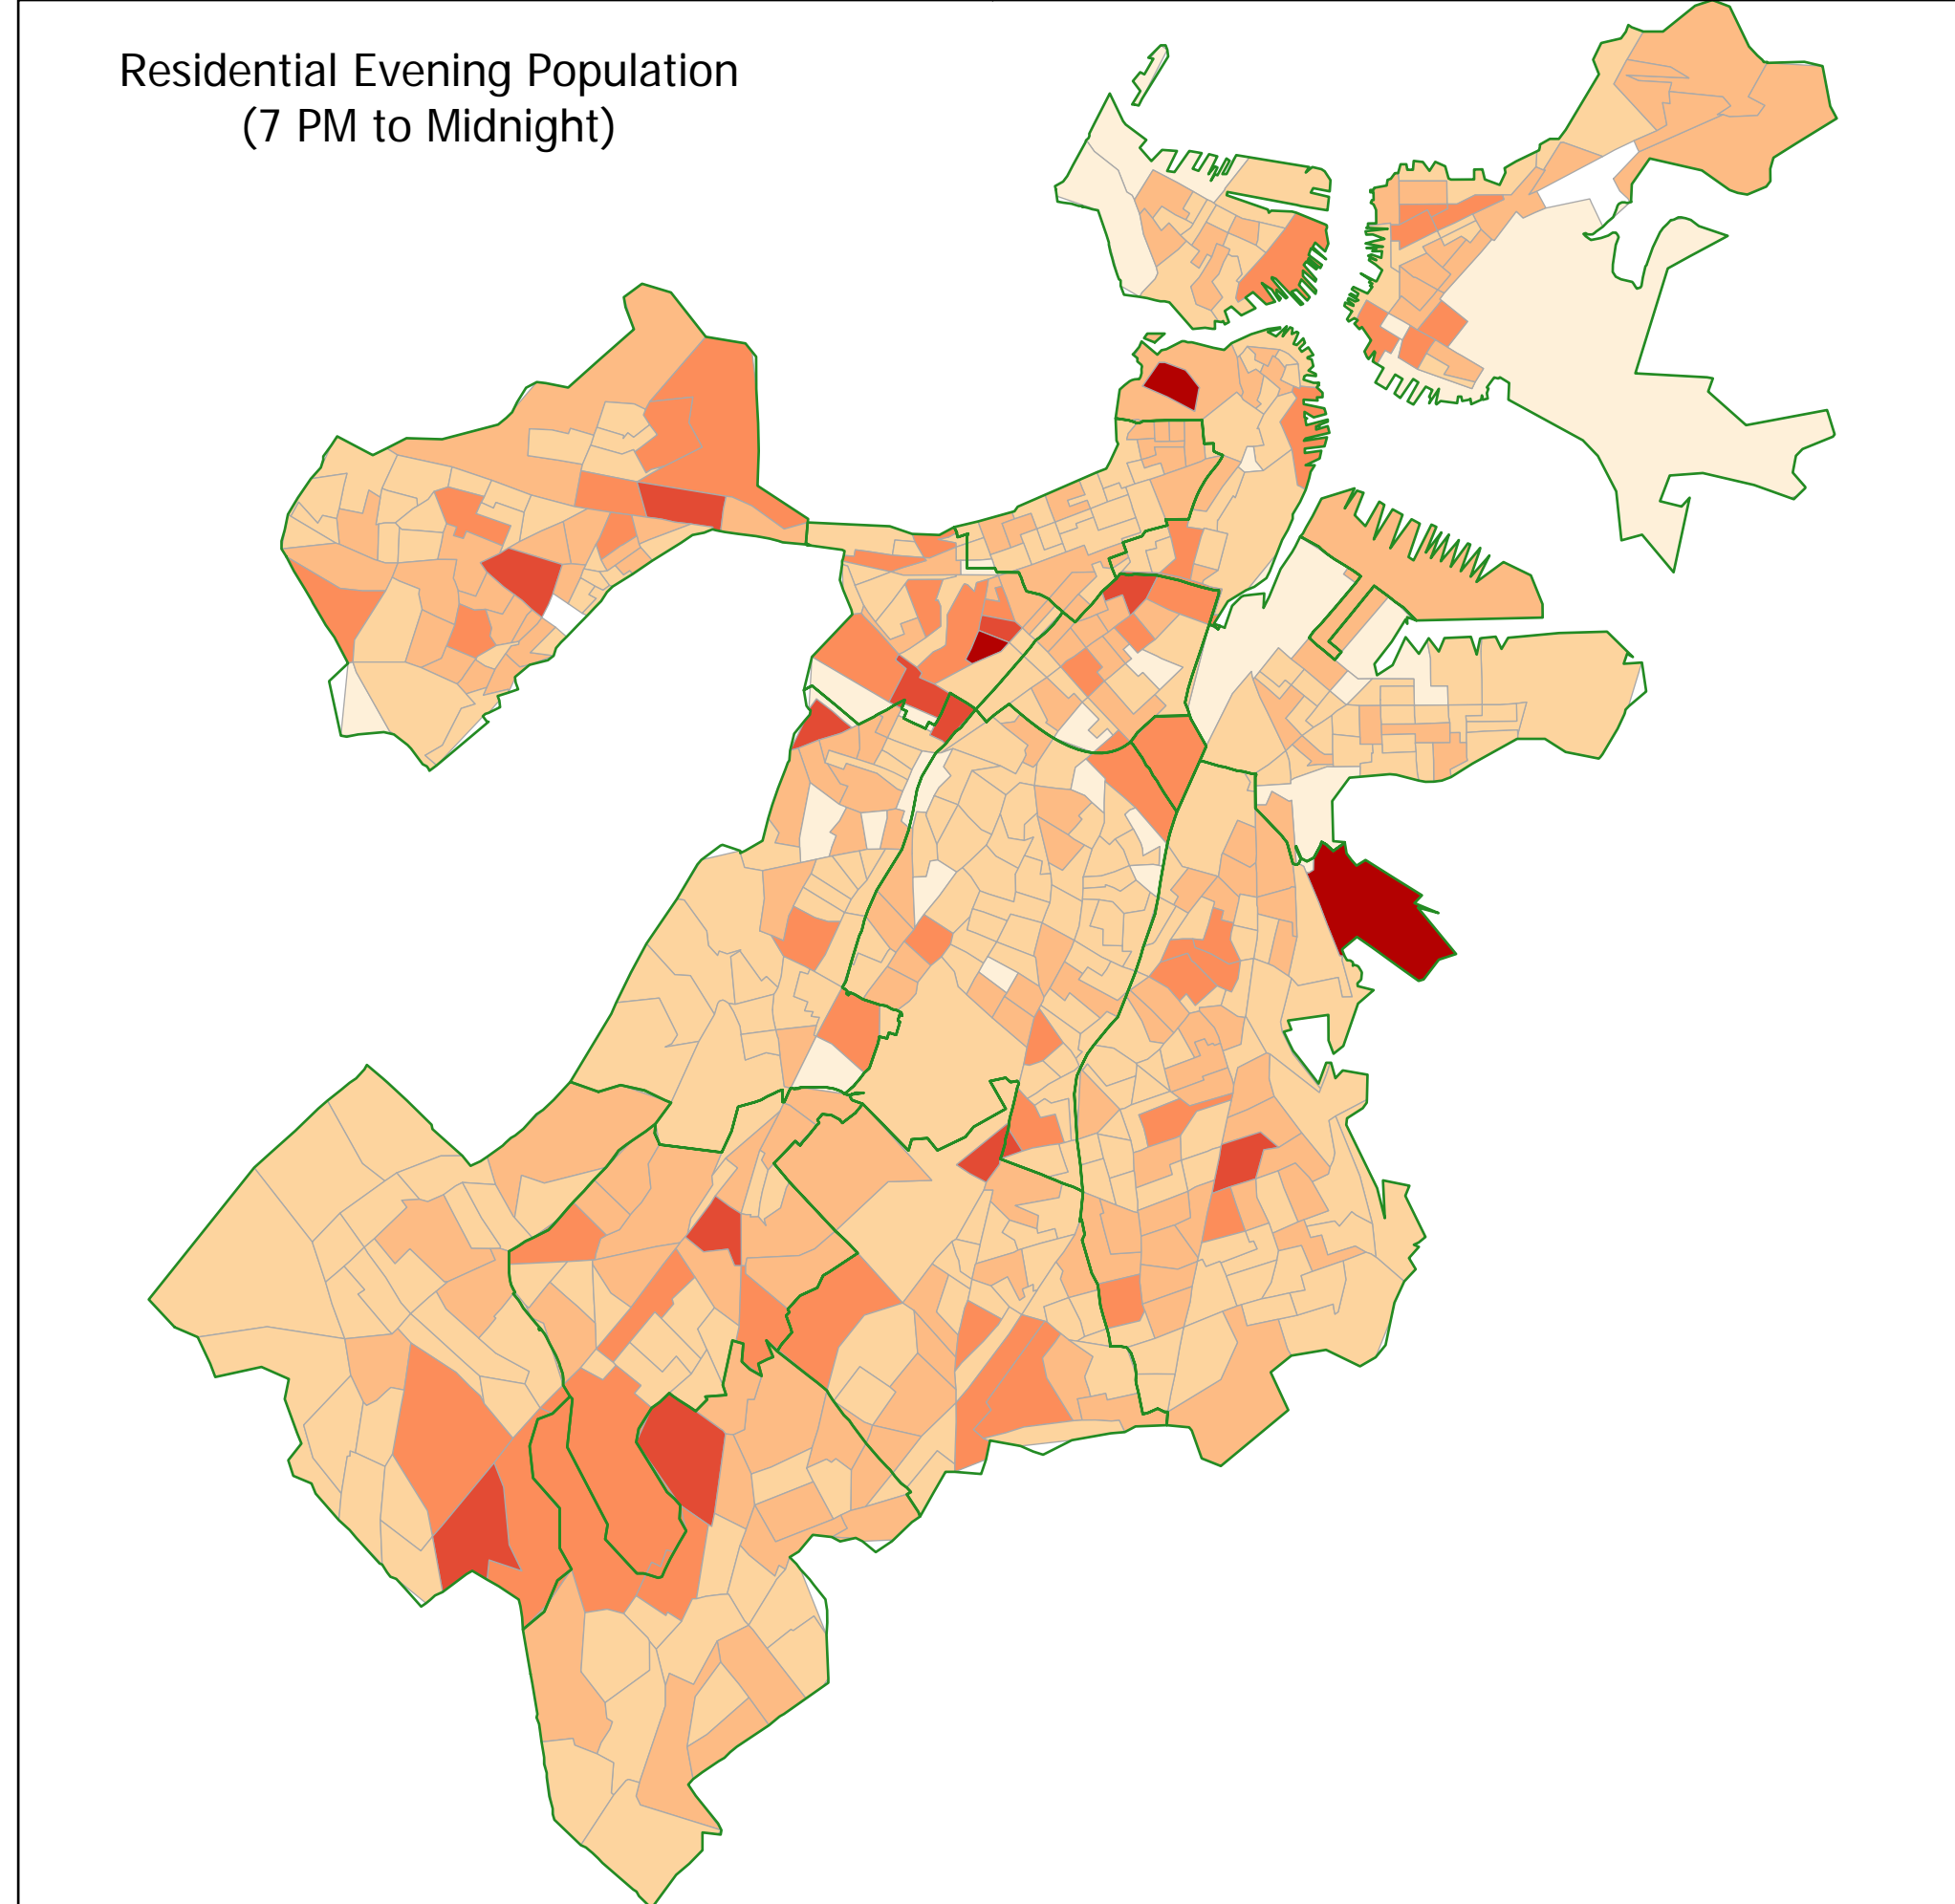 Residential Evening Population
(7 PM to Midnight)